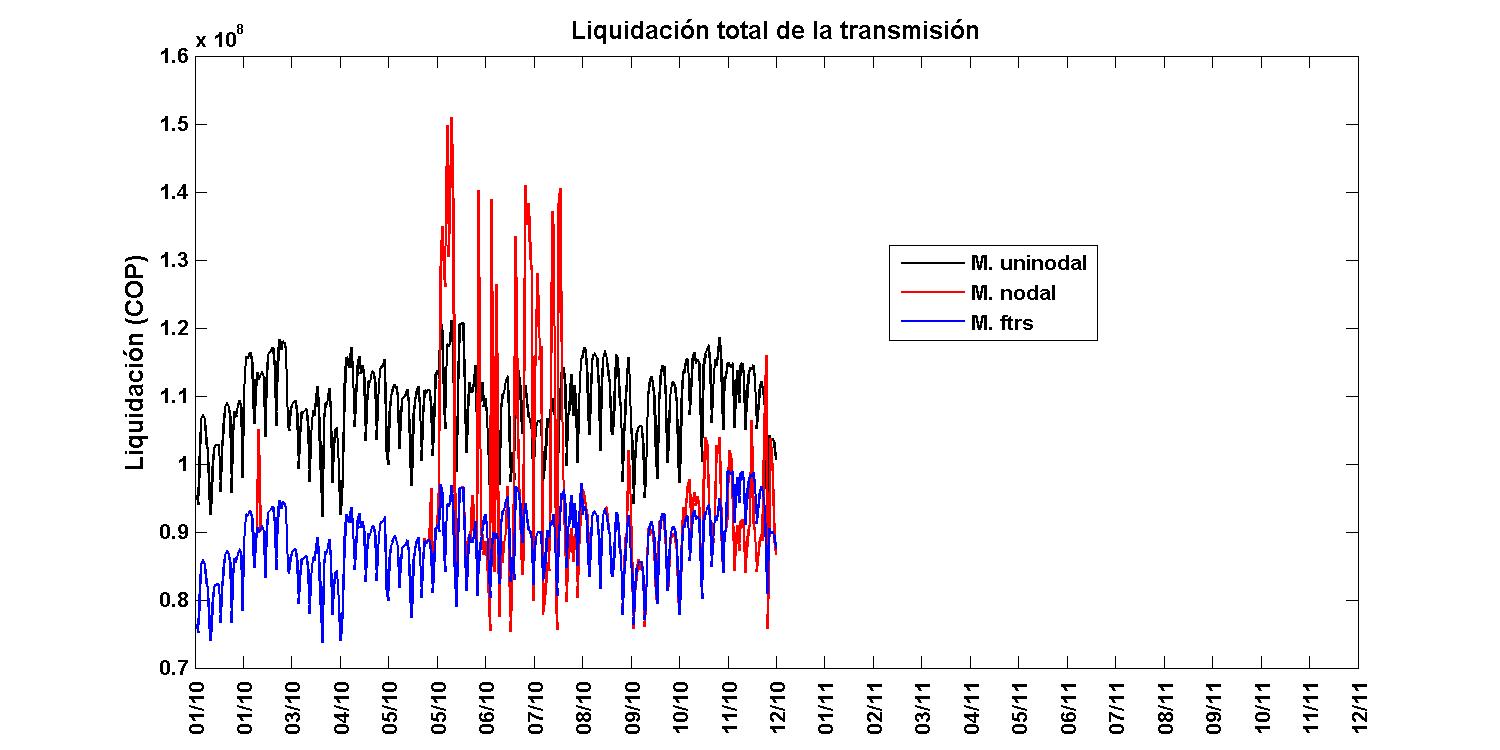 Liquidación total de la transmisión
x 10^8
1.6
1.5
1.4
1.3
1.2
1.1
1
0.9
0.8
0.7
Liquidación (COP)
M. uninodal
M. nodal
M. ftrs
01/10 01/10 03/10 04/10 05/10 05/10 06/10 07/10 08/10 09/10 10/10 11/10 12/10 01/11 02/11 03/11 04/11 05/11 06/11 07/11 08/11 09/11 10/11 11/11 12/11